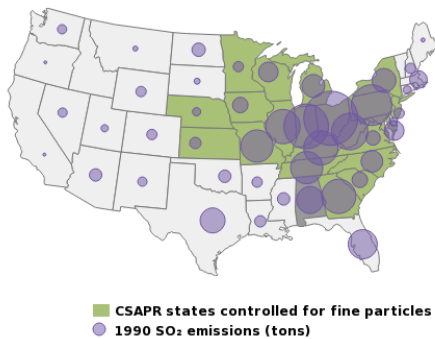 CSAPR states controlled for fine particles
1990 SO₂ emissions (tons)